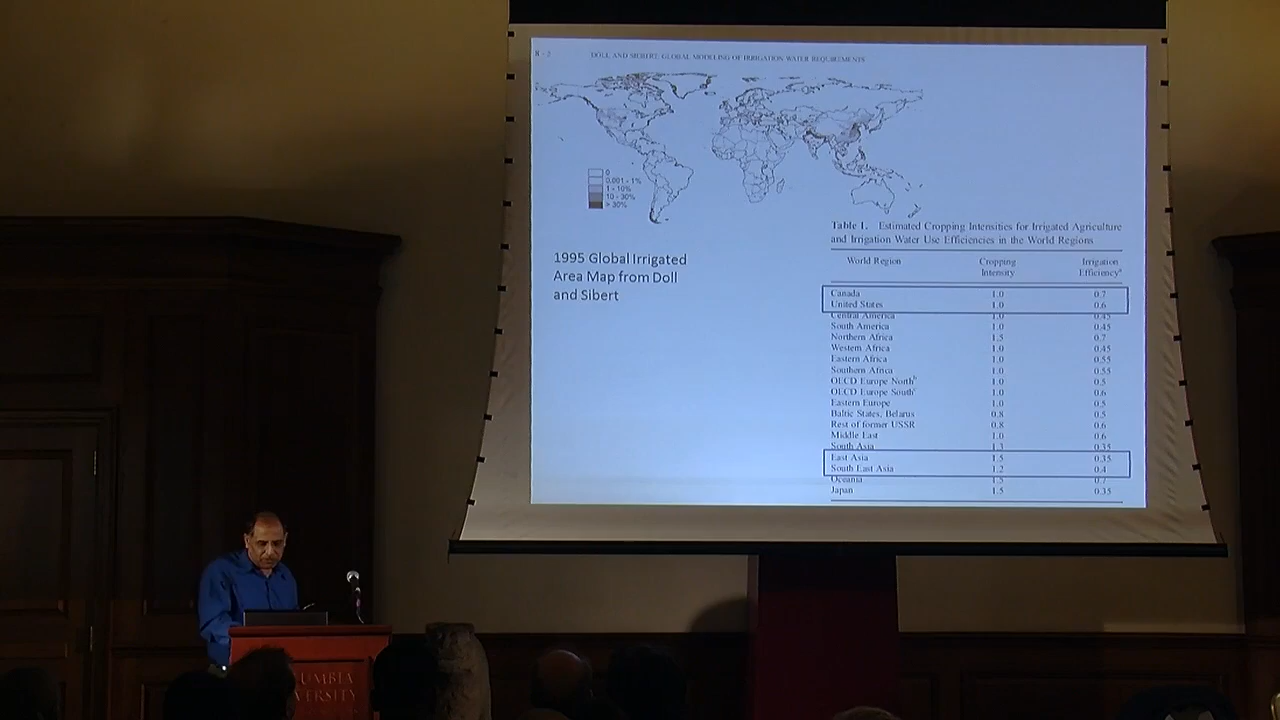 8 - 2 DÖLL AND SIEBERT: GLOBAL MODELING OF IRRIGATION WATER REQUIREMENTS
0
0.001 - 1%
1 - 10%
10 - 30%
> 30%
1995 Global Irrigated
Area Map from Doll
and Sibert
Table 1. Estimated Cropping Intensities for Irrigated Agriculture
and Irrigation Water Use Efficiencies in the World Regions
World Region Cropping Intensity Irrigation Efficiencyᵃ
Canada 1.0 0.7
United States 1.0 0.6
Central America 1.0 0.45
South America 1.0 0.45
Northern Africa 1.5 0.7
Western Africa 1.0 0.45
Eastern Africa 1.0 0.55
Southern Africa 1.0 0.55
OECD Europe Northᵇ 1.0 0.5
OECD Europe Southᶜ 1.0 0.6
Eastern Europe 1.0 0.5
Baltic States, Belarus 0.8 0.5
Rest of former USSR 0.8 0.6
Middle East 1.0 0.6
South Asia 1.3 0.35
East Asia 1.5 0.35
South East Asia 1.2 0.4
Oceania 1.5 0.7
Japan 1.5 0.35
UMBIA
VERSITY